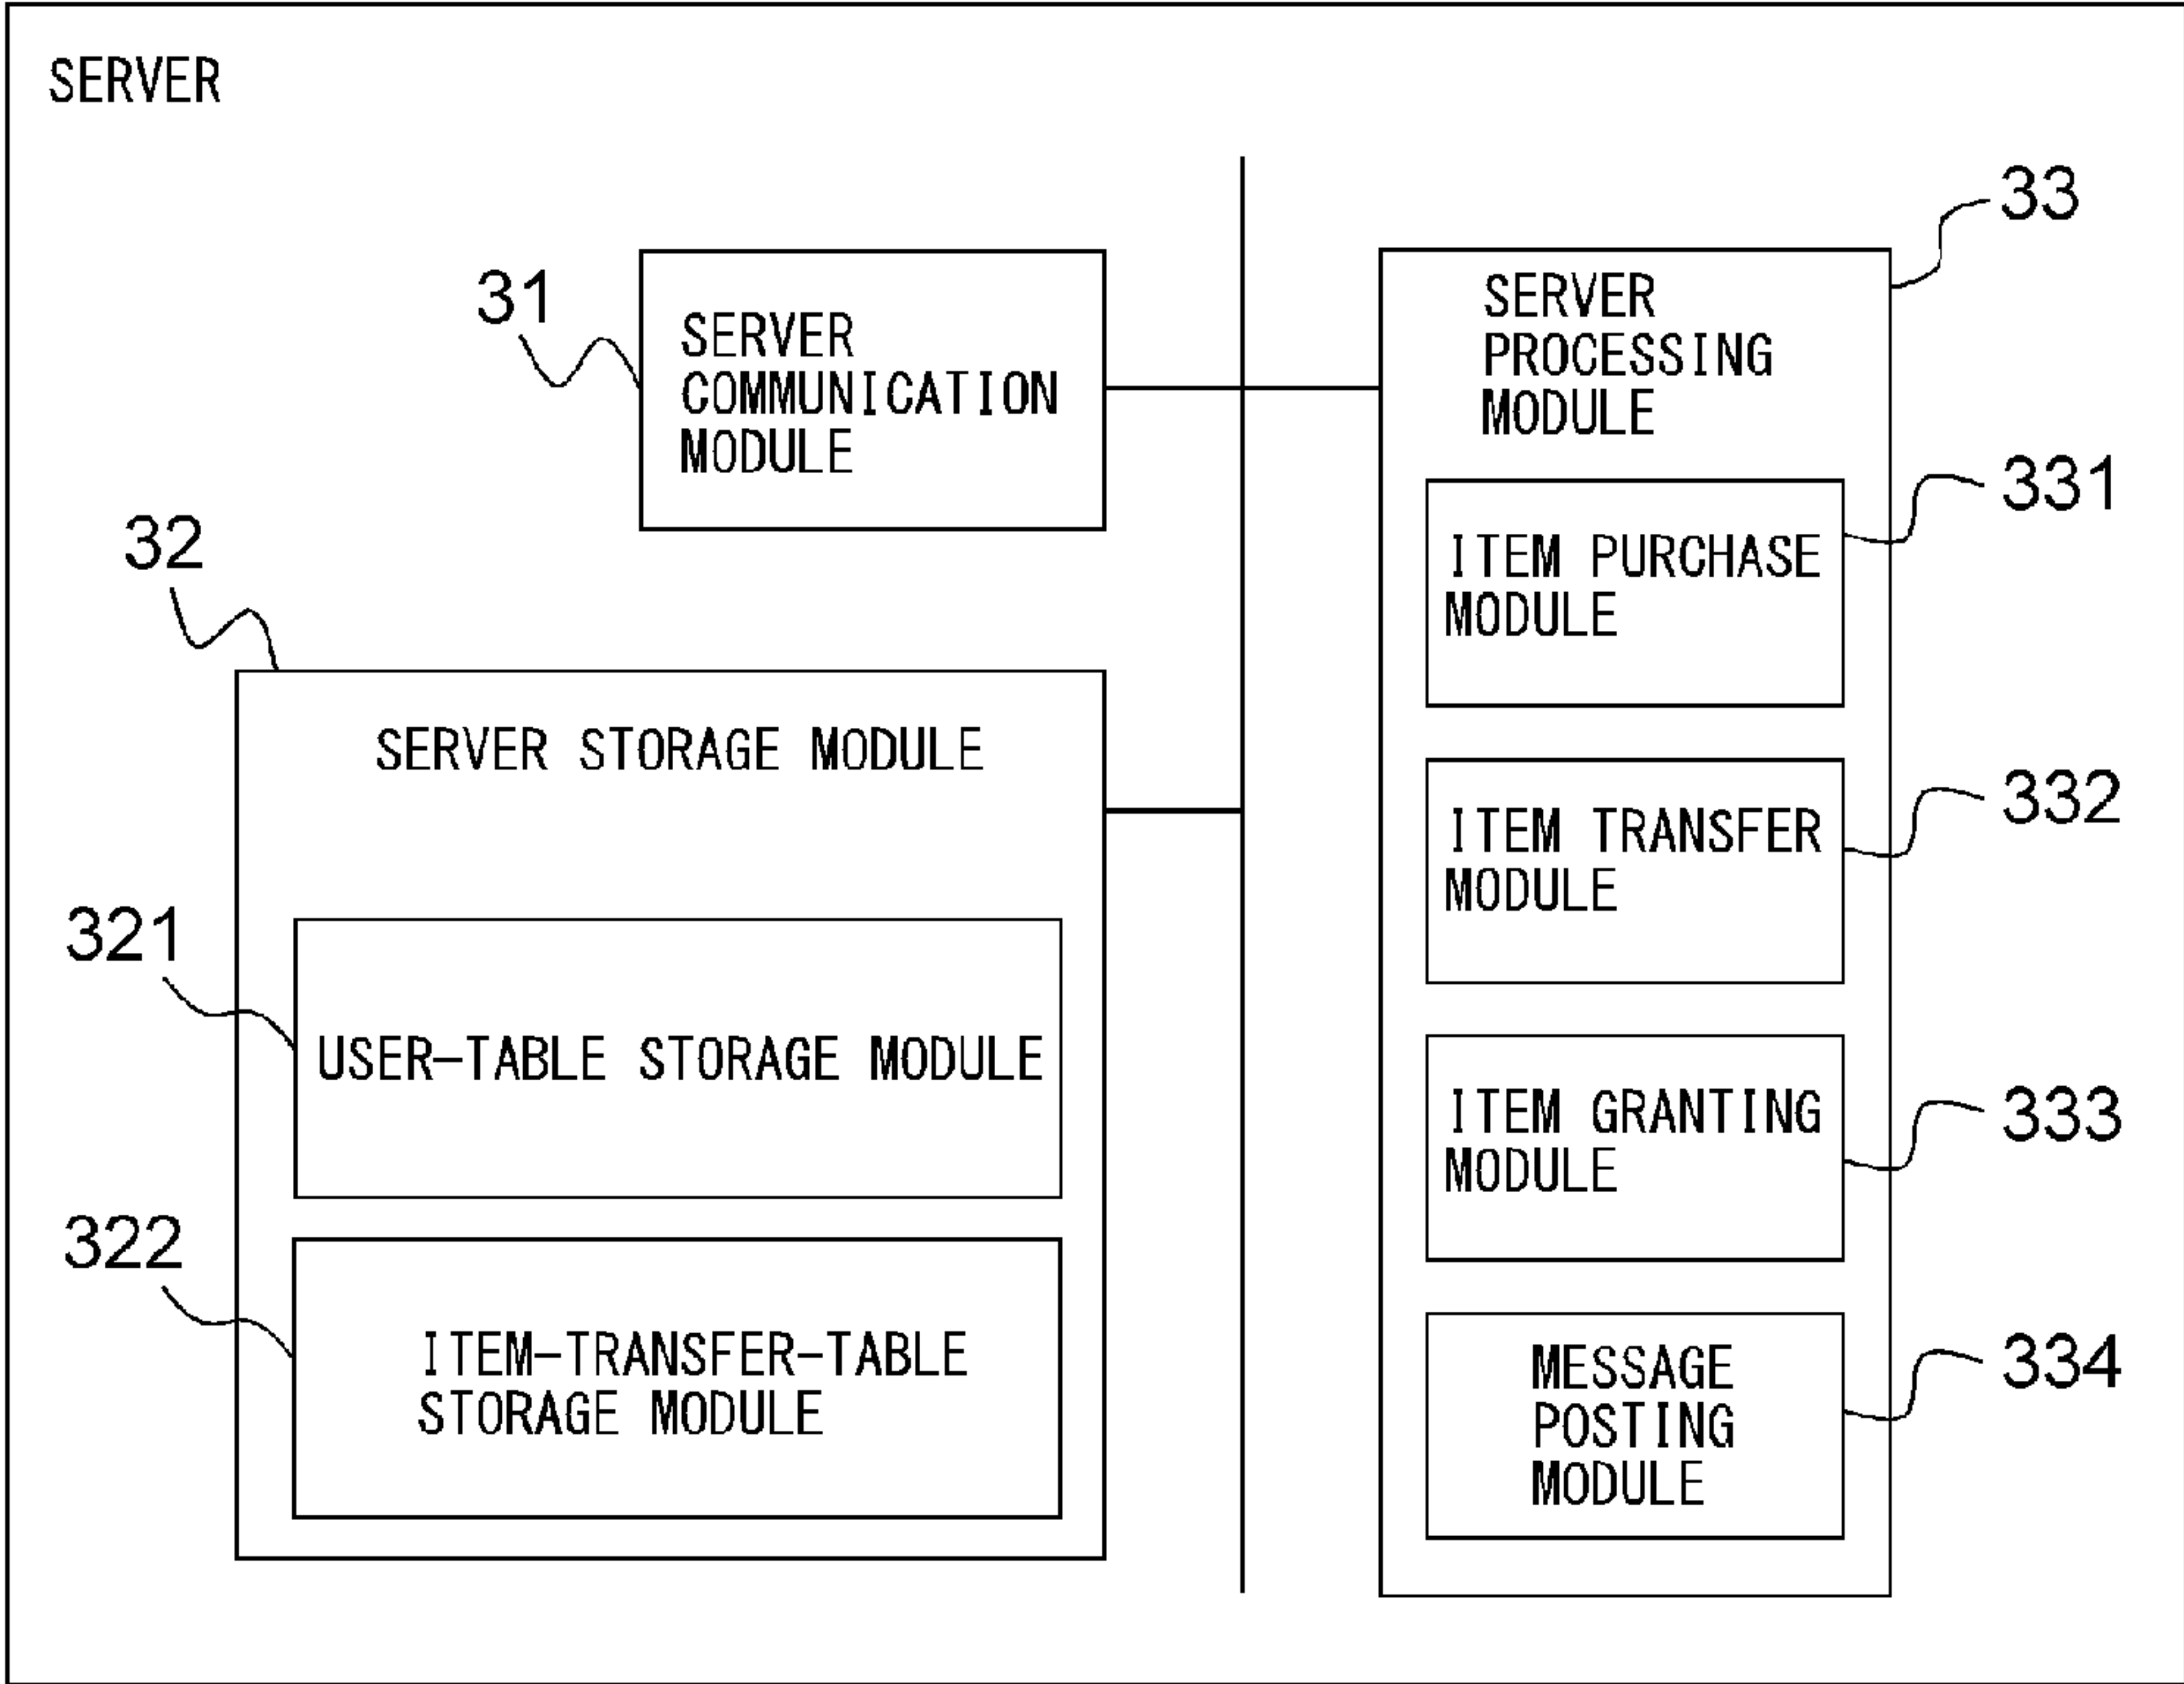 SERVER
31
SERVER
COMMUNICATION
MODULE
32
SERVER STORAGE MODULE
321
USER-TABLE STORAGE MODULE
322
ITEM-TRANSFER-TABLE
STORAGE MODULE
33
SERVER
PROCESSING
MODULE
331
ITEM PURCHASE
MODULE
332
ITEM TRANSFER
MODULE
333
ITEM GRANTING
MODULE
334
MESSAGE
POSTING
MODULE